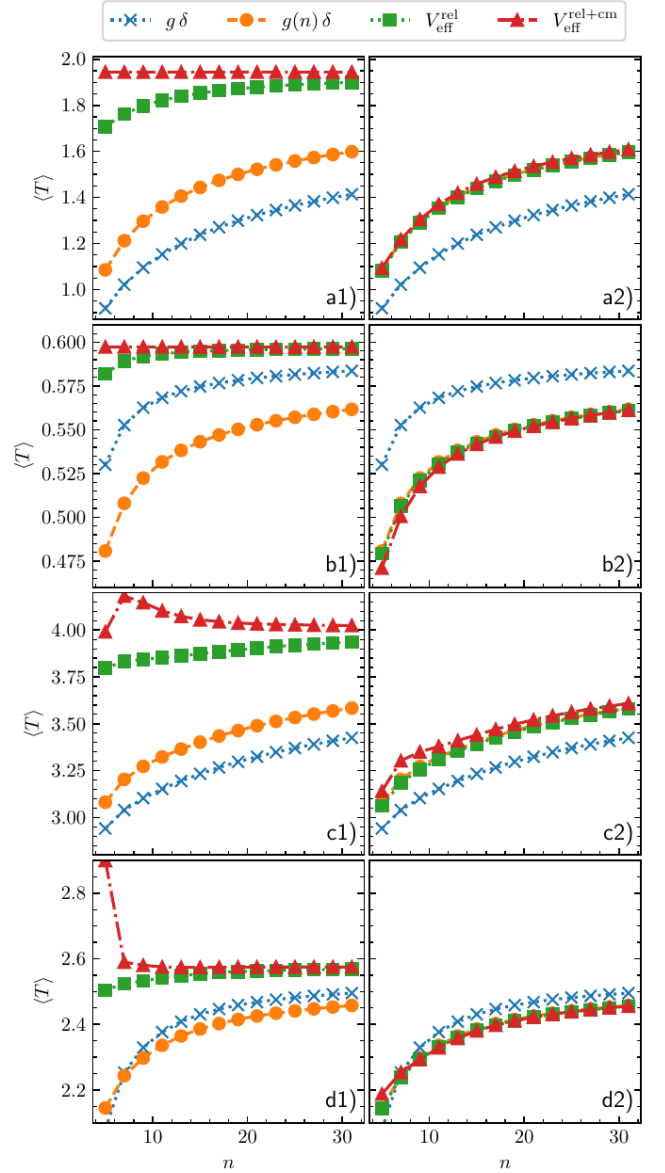 g δ g(n) δ V_eff^rel V_eff^rel+cm
2.0
1.8
1.6
⟨T⟩
1.4
1.2
1.0
a1) a2)
0.600
0.575
0.550
⟨T⟩
0.525
0.500
0.475
b1) b2)
4.00
3.75
3.50
⟨T⟩
3.25
3.00
c1) c2)
2.8
2.6
⟨T⟩
2.4
2.2
d1) d2)
10 20 30 10 20 30
n n